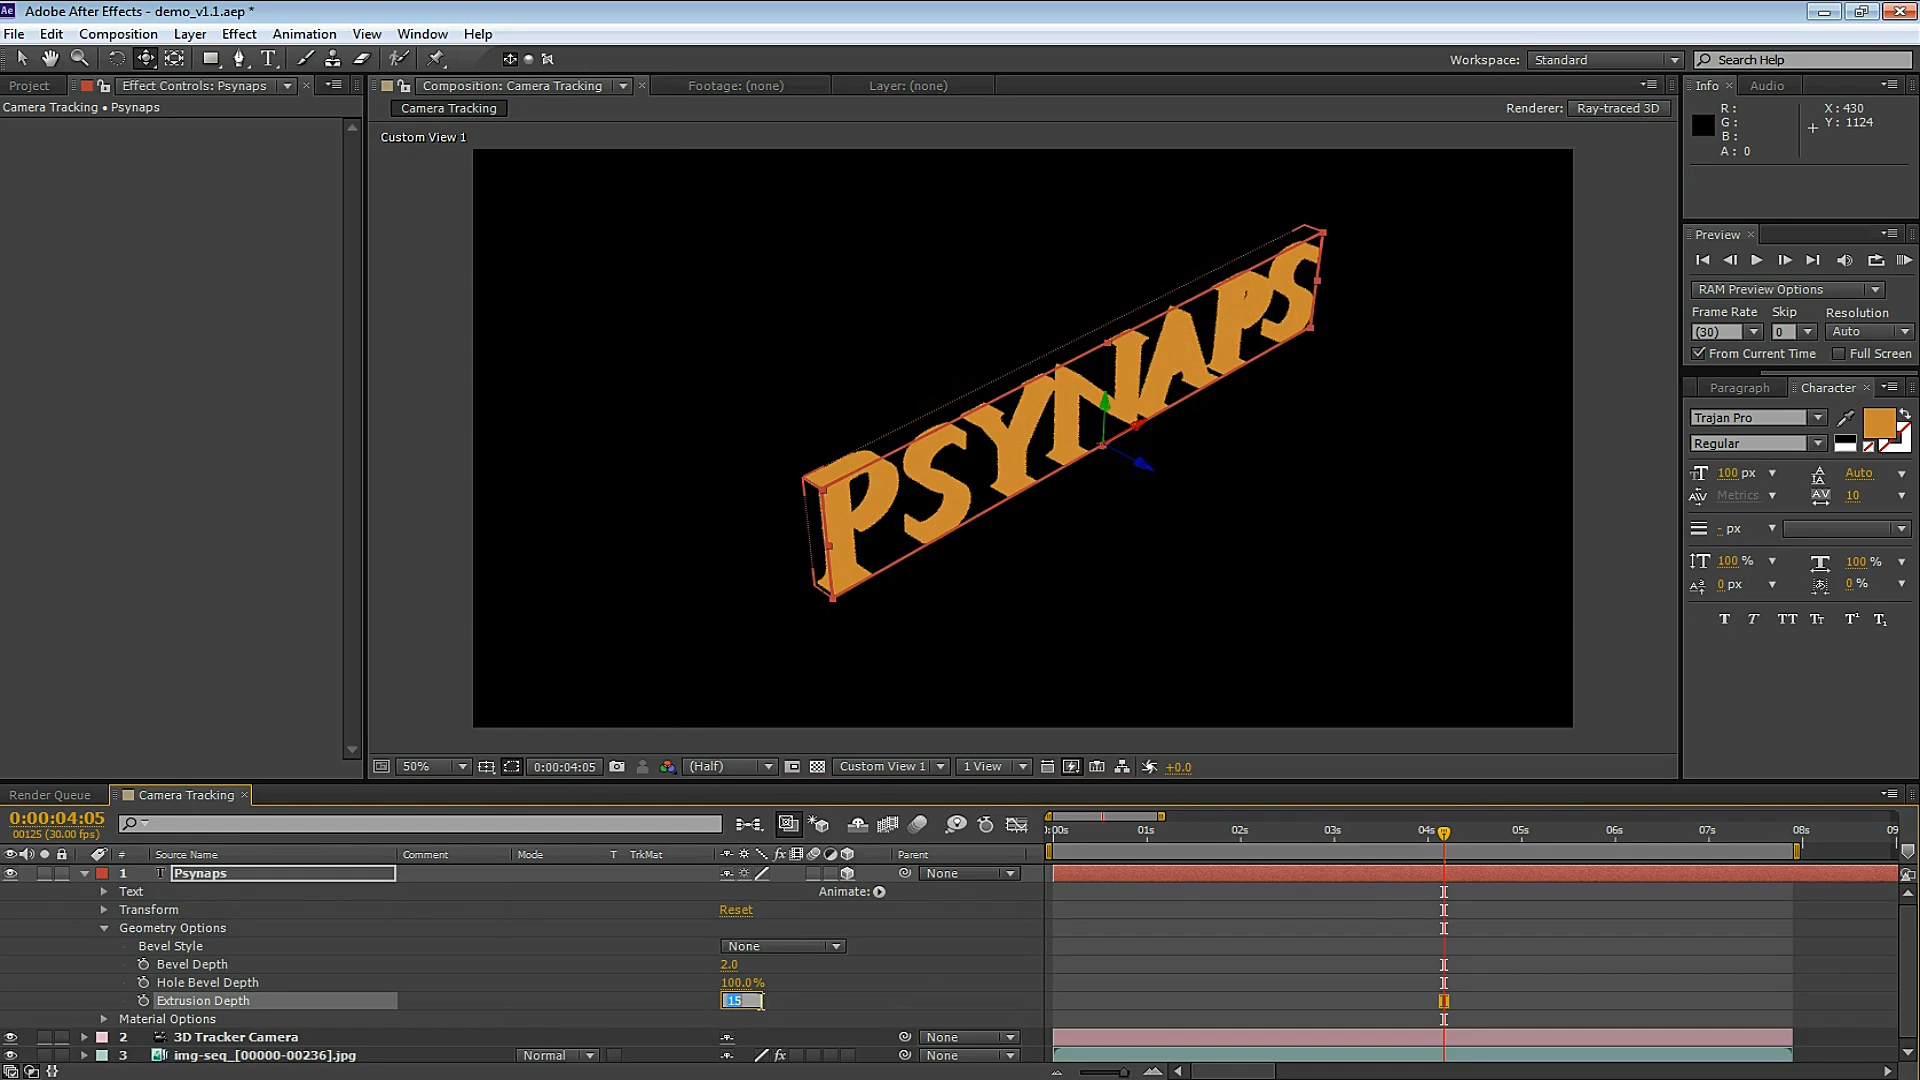 Ae Adobe After Effects - demo_v1.1.aep *
File Edit Composition Layer Effect Animation View Window Help
Workspace: Standard Search Help
Project Effect Controls: Psynaps Composition: Camera Tracking Footage: (none) Layer: (none) Info Audio
Camera Tracking • Psynaps
Camera Tracking Renderer: Ray-traced 3D
Custom View 1
R:
G:
B:
A: 0
X: 430
Y: 1124
PSYNAPS
Preview
RAM Preview Options
Frame Rate Skip Resolution
(30) 0 Auto
From Current Time Full Screen
Paragraph Character
Trajan Pro
Regular
100 px Auto
Metrics 10
- px
100 % 100 %
0 px 0 %
T T TT Tт T¹ T₁
50% 0:00:04:05 (Half) Custom View 1 1 View +0.0
Render Queue Camera Tracking
0:00:04:05
00125 (30.00 fps)
0:00s 01s 02s 03s 04s 05s 06s 07s 08s 09
# Source Name Comment Mode T TrkMat fx Parent
1 T Psynaps None
Text Animate:
Transform Reset
Geometry Options
Bevel Style None
Bevel Depth 2.0
Hole Bevel Depth 100.0%
Extrusion Depth 15
Material Options
2 3D Tracker Camera None
3 img-seq_[00000-00236].jpg Normal fx None